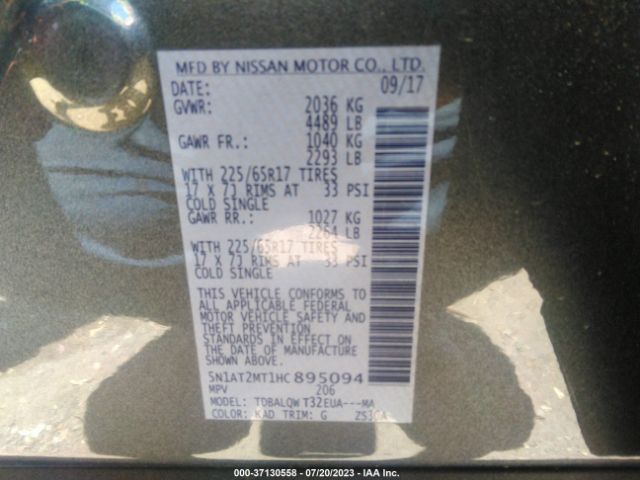 MFD BY NISSAN MOTOR CO., LTD.
DATE: 09/17
GVWR: 2036 KG
4489 LB
GAWR FR.: 1040 KG
2293 LB
WITH 225/65R17 TIRES
17 X 7J RIMS AT 33 PSI
COLD SINGLE
GAWR RR.: 1027 KG
2264 LB
WITH 225/65R17 TIRES
17 X 7J RIMS AT 33 PSI
COLD SINGLE
THIS VEHICLE CONFORMS TO
ALL APPLICABLE FEDERAL
MOTOR VEHICLE SAFETY AND
THEFT PREVENTION
STANDARDS IN EFFECT ON
THE DATE OF MANUFACTURE
SHOWN ABOVE.
5N1AT2MT1HC895094
MPV 206
MODEL: TDBALQWT32EUA---MA
COLOR: KAD TRIM: G
000-37130558 - 07/20/2023 - IAA Inc.